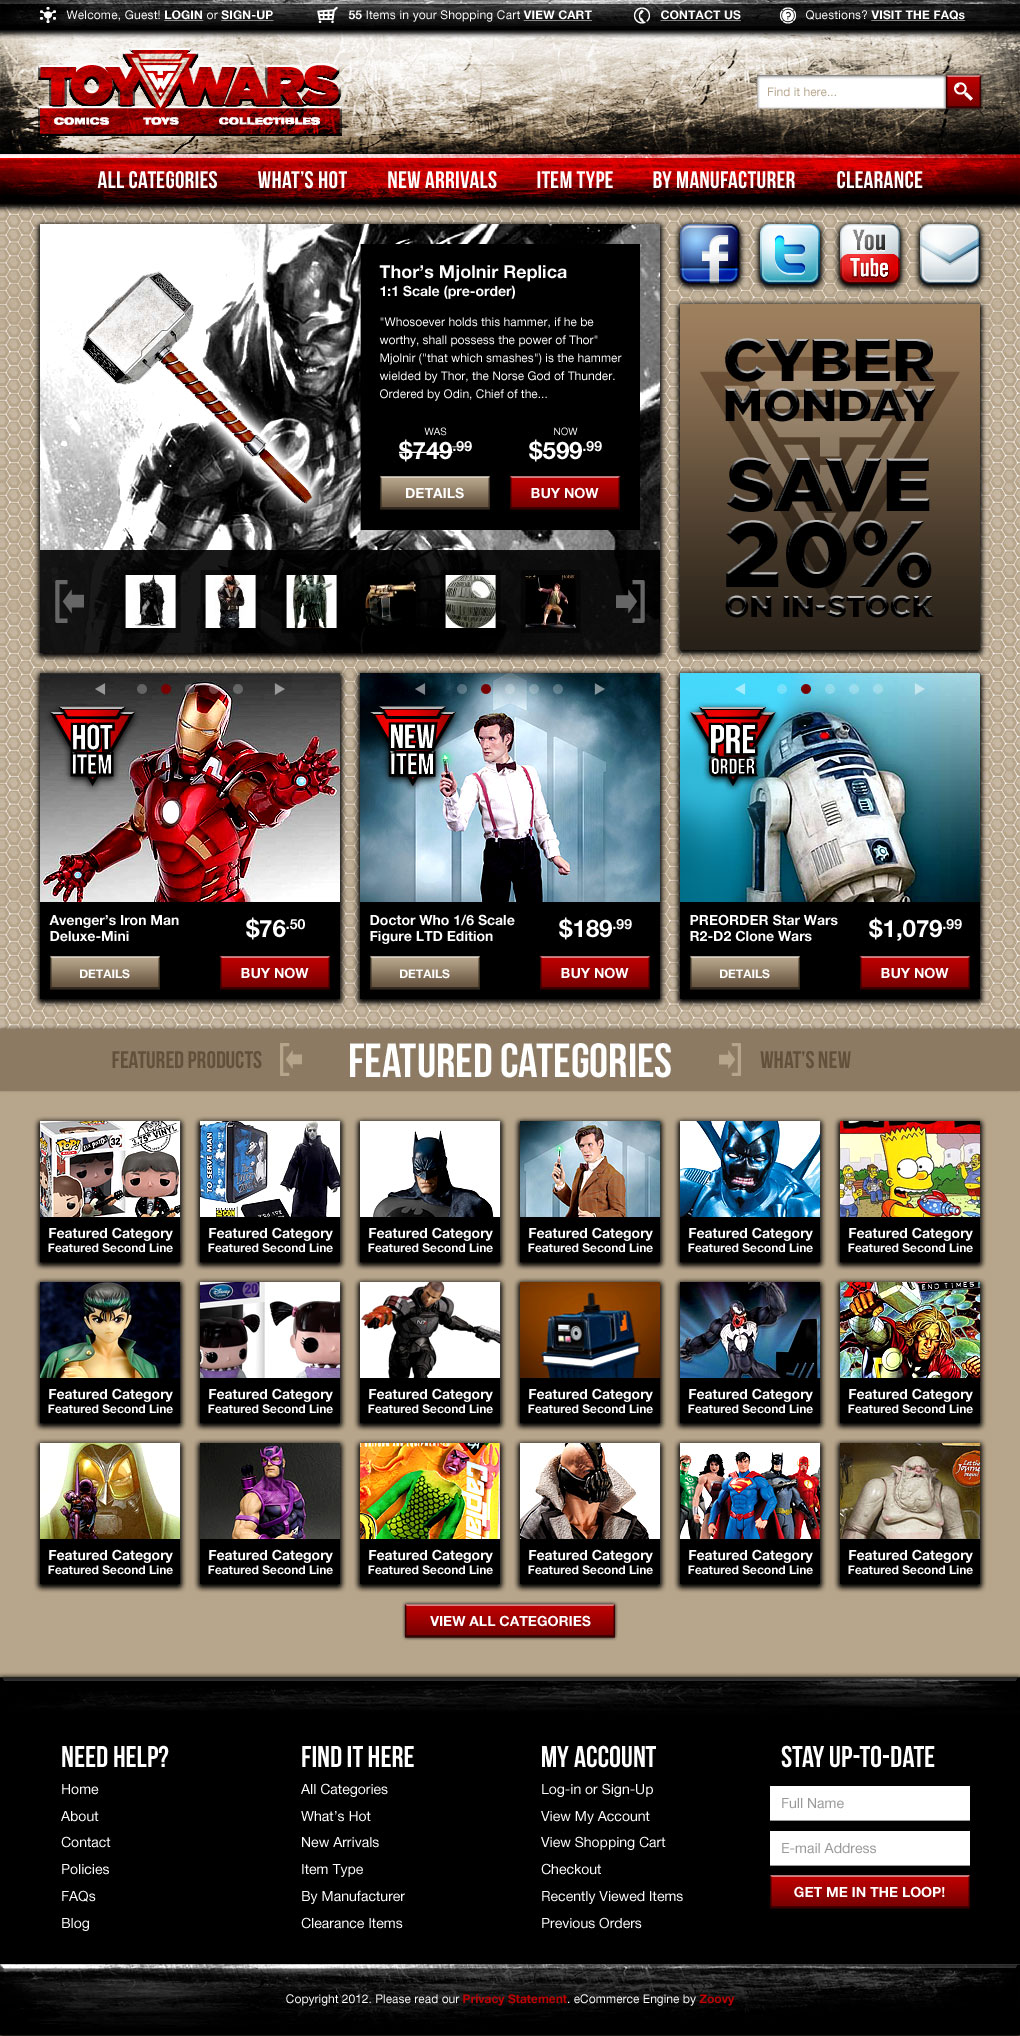 Welcome, Guest! LOGIN or SIGN-UP
55 Items in your Shopping Cart VIEW CART
CONTACT US
Questions? VISIT THE FAQs
TOY WARS
COMICS TOYS COLLECTIBLES
Find it here...
ALL CATEGORIES
WHAT'S HOT
NEW ARRIVALS
ITEM TYPE
BY MANUFACTURER
CLEARANCE
Thor's Mjolnir Replica
1:1 Scale (pre-order)
"Whosoever holds this hammer, if he be
worthy, shall possess the power of Thor"
Mjolnir ("that which smashes") is the hammer
wielded by Thor, the Norse God of Thunder.
Ordered by Odin, Chief of the...
WAS
$749.99
NOW
$599.99
DETAILS
BUY NOW
You
Tube
CYBER
MONDAY
SAVE
20%
ON IN-STOCK
HOT
ITEM
Avenger's Iron Man
Deluxe-Mini
$76.50
DETAILS
BUY NOW
NEW
ITEM
Doctor Who 1/6 Scale
Figure LTD Edition
$189.99
DETAILS
BUY NOW
PRE
ORDER
PREORDER Star Wars
R2-D2 Clone Wars
$1,079.99
DETAILS
BUY NOW
FEATURED PRODUCTS
FEATURED CATEGORIES
WHAT'S NEW
POP!
32
VINYL
TO SERVE MAN
Featured Category
Featured Second Line
Featured Category
Featured Second Line
Featured Category
Featured Second Line
Featured Category
Featured Second Line
Featured Category
Featured Second Line
Featured Category
Featured Second Line
Disney
20
END TIMES
Featured Category
Featured Second Line
Featured Category
Featured Second Line
Featured Category
Featured Second Line
Featured Category
Featured Second Line
Featured Category
Featured Second Line
Featured Category
Featured Second Line
Featured Category
Featured Second Line
Featured Category
Featured Second Line
Featured Category
Featured Second Line
Featured Category
Featured Second Line
Featured Category
Featured Second Line
Featured Category
Featured Second Line
VIEW ALL CATEGORIES
NEED HELP?
Home
About
Contact
Policies
FAQs
Blog
FIND IT HERE
All Categories
What's Hot
New Arrivals
Item Type
By Manufacturer
Clearance Items
MY ACCOUNT
Log-in or Sign-Up
View My Account
View Shopping Cart
Checkout
Recently Viewed Items
Previous Orders
STAY UP-TO-DATE
Full Name
E-mail Address
GET ME IN THE LOOP!
Copyright 2012. Please read our Privacy Statement. eCommerce Engine by Zoovy